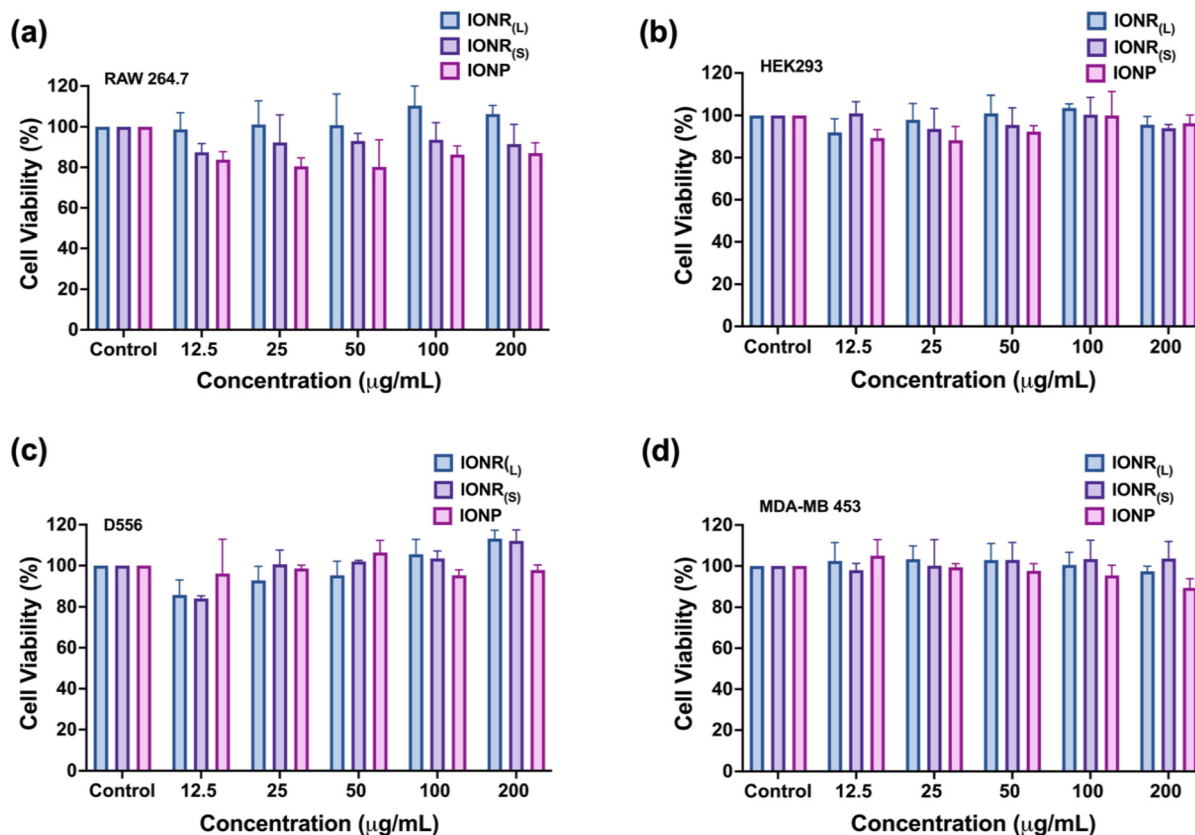 (a)
IONR(L)
IONR(S)
IONP
RAW 264.7
Cell Viability (%)
120
100
80
60
40
20
0
Control 12.5 25 50 100 200
Concentration (μg/mL)
(b)
IONR(L)
IONR(S)
IONP
HEK293
Cell Viability (%)
120
100
80
60
40
20
0
Control 12.5 25 50 100 200
Concentration (μg/mL)
(c)
IONR(L)
IONR(S)
IONP
D556
Cell Viability (%)
120
100
80
60
40
20
0
Control 12.5 25 50 100 200
Concentration (μg/mL)
(d)
IONR(L)
IONR(S)
IONP
MDA-MB 453
Cell Viability (%)
120
100
80
60
40
20
0
Control 12.5 25 50 100 200
Concentration (μg/mL)